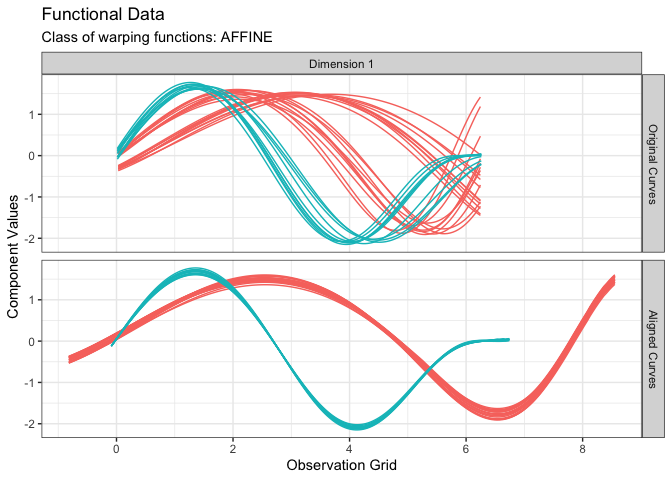 Functional Data
Class of warping functions: AFFINE
Dimension 1
1
0
-1
-2
Original Curves
1
0
-1
-2
Aligned Curves
Component Values
0 2 4 6 8
Observation Grid